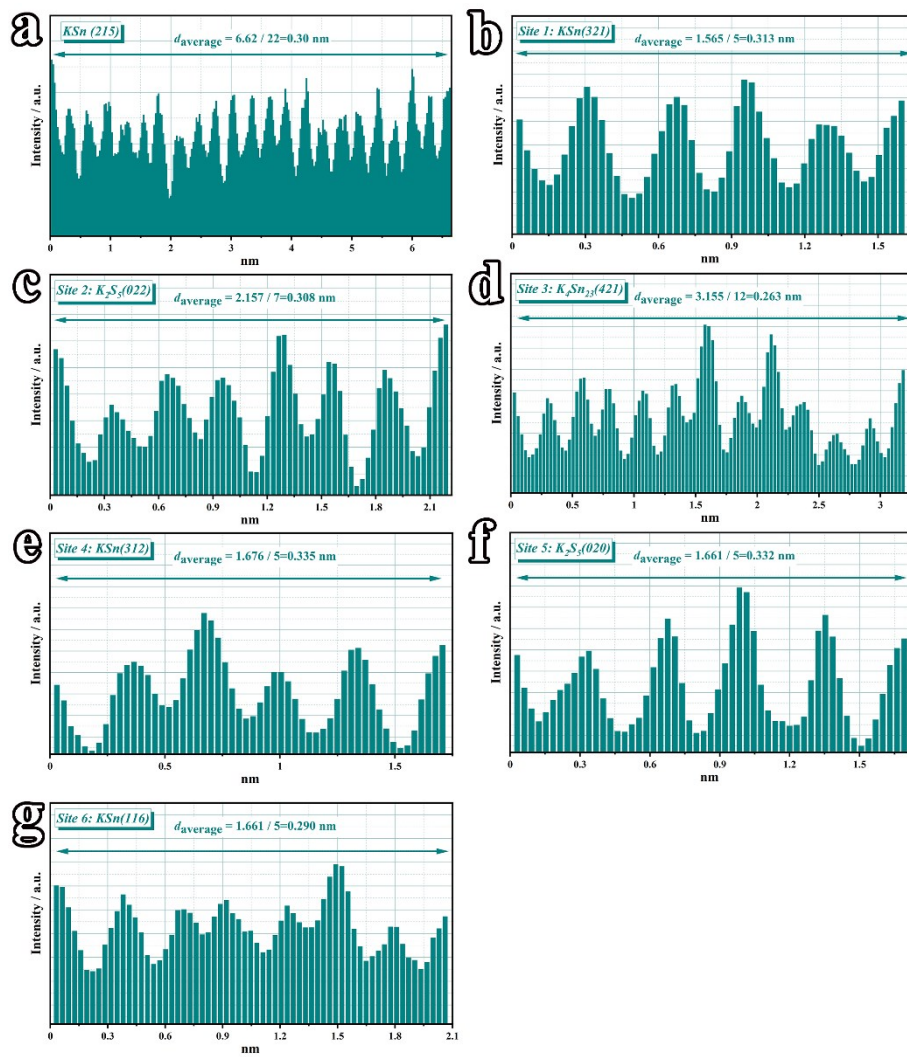 a
KSn (215)
d average = 6.62 / 22=0.30 nm
Intensity / a.u.
0 1 2 3 4 5 6
nm
b
Site 1: KSn(321)
d average = 1.565 / 5=0.313 nm
Intensity / a.u.
0 0.3 0.6 0.9 1.2 1.5
nm
c
Site 2: K2S5(022)
d average = 2.157 / 7=0.308 nm
Intensity / a.u.
0 0.3 0.6 0.9 1.2 1.5 1.8 2.1
nm
d
Site 3: K4Sn23(421)
d average = 3.155 / 12=0.263 nm
Intensity / a.u.
0 0.5 1 1.5 2 2.5 3
nm
e
Site 4: KSn(312)
d average = 1.676 / 5=0.335 nm
Intensity / a.u.
0 0.5 1 1.5
nm
f
Site 5: K2S5(020)
d average = 1.661 / 5=0.332 nm
Intensity / a.u.
0 0.3 0.6 0.9 1.2 1.5
nm
g
Site 6: KSn(116)
d average = 1.661 / 5=0.290 nm
Intensity / a.u.
0 0.3 0.6 0.9 1.2 1.5 1.8 2.1
nm